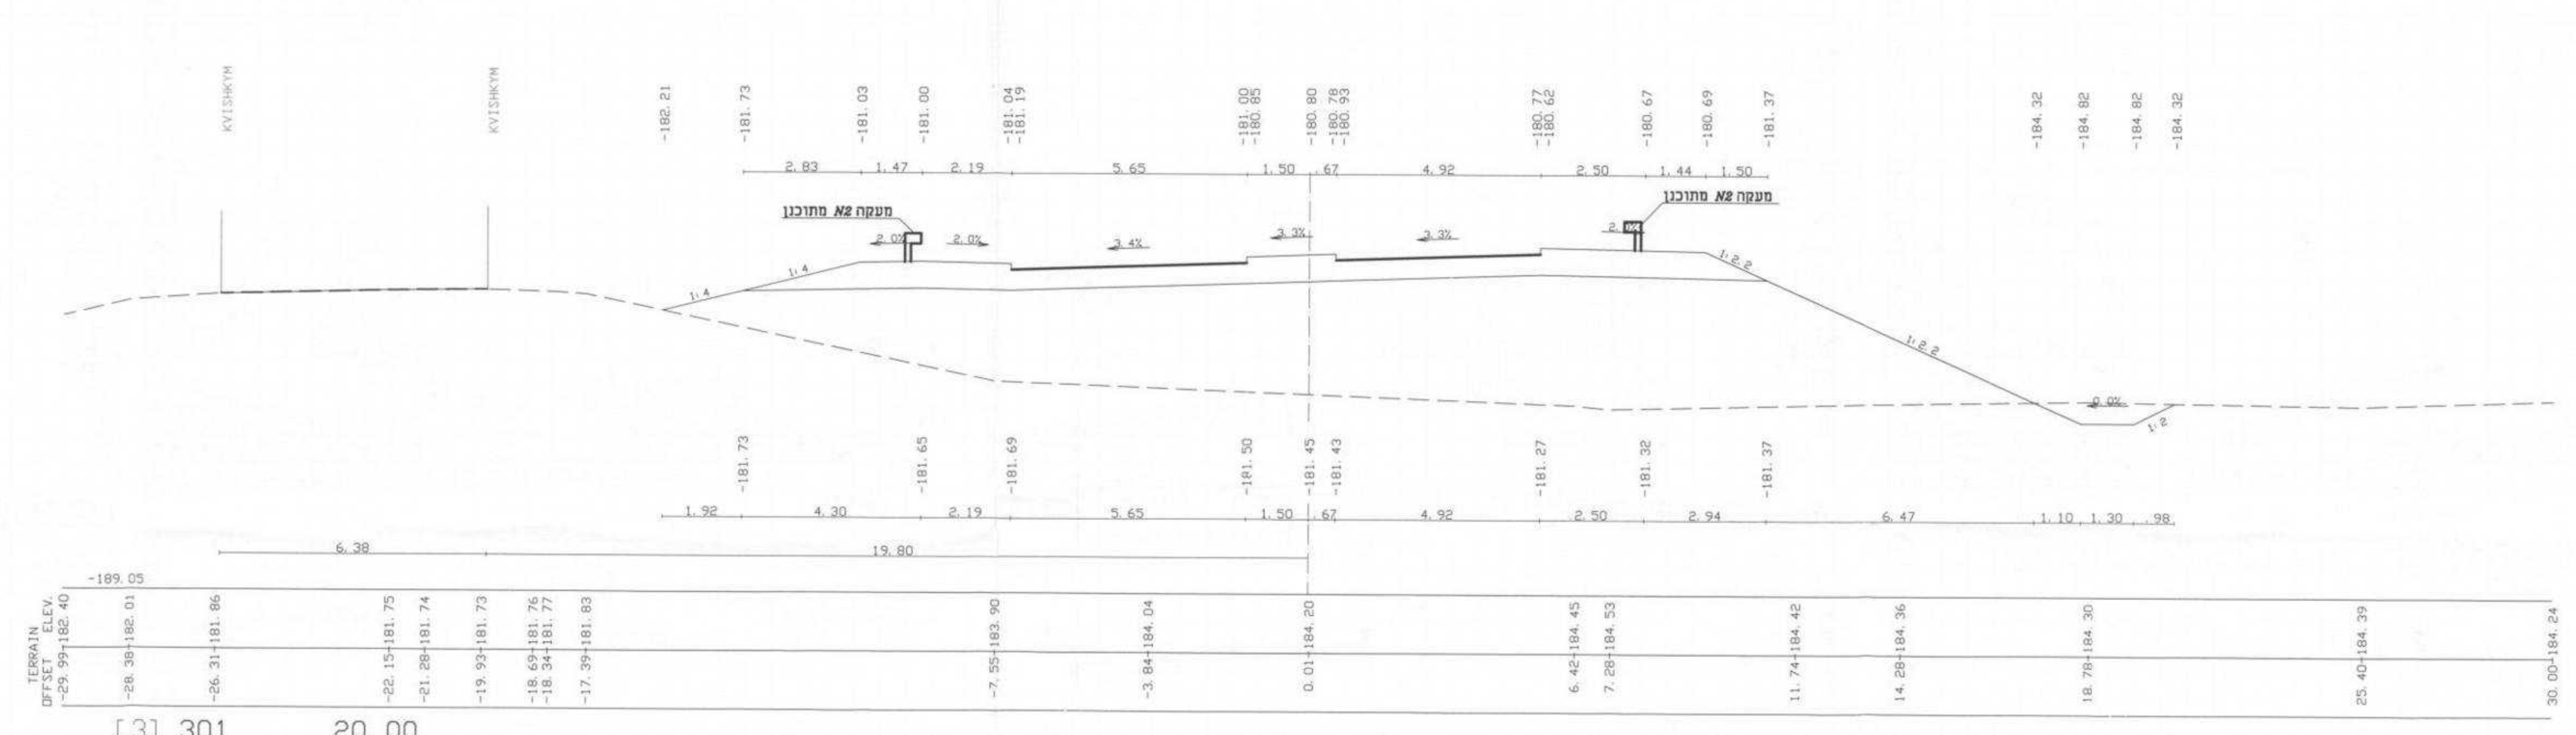 KVISHKYM KVISHKYM -182. 21 -181. 73 -181. 03 -181. 00 -181. 04 -181. 19 -181. 00 -180. 85 -180. 80 -180. 78 -180. 93 -180. 77 -180. 62 -180. 67 -180. 69 -181. 37 -184. 32 -184. 82 -184. 82 -184. 32
2. 83 1. 47 2. 19 5. 65 1. 50 . 67 4. 92 2. 50 1. 44 1. 50
מעקה N2 מתוכנן מעקה N2 מתוכנן
2. 0% 2. 0% 3. 4% 3. 3% 3. 3%
1: 4 1: 4 1: 2. 2 1: 2. 2 0. 0% 1: 2
-181. 73 -181. 65 -181. 69 -181. 50 -181. 45 -181. 43 -181. 27 -181. 32 -181. 37
1. 92 4. 30 2. 19 5. 65 1. 50 . 67 4. 92 2. 50 2. 94 6. 47 1. 10 1. 30 . 98
6. 38 19. 80
-189. 05
TERRAIN
ELEV. -182. 40 -182. 01 -181. 86 -181. 75 -181. 74 -181. 73 -181. 76 -181. 77 -181. 83 -183. 90 -184. 04 -184. 20 -184. 45 -184. 53 -184. 42 -184. 36 -184. 30 -184. 39 -184. 24
OFFSET -29. 99 -28. 38 -26. 31 -22. 15 -21. 28 -19. 93 -18. 69 -18. 34 -17. 39 -7. 55 -3. 84 0. 01 6. 42 7. 28 11. 74 14. 28 18. 78 25. 40 30. 00
[3] 301 20. 00